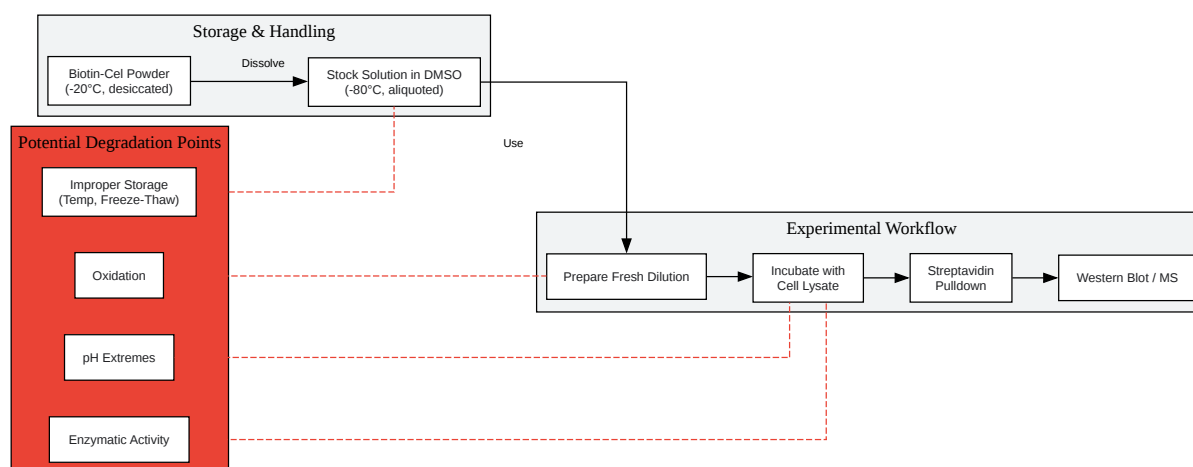 Storage & Handling
Biotin-Cel Powder
(-20°C, desiccated)
Dissolve
Stock Solution in DMSO
(-80°C, aliquoted)
Use
Potential Degradation Points
Improper Storage
(Temp, Freeze-Thaw)
Oxidation
pH Extremes
Enzymatic Activity
Experimental Workflow
Prepare Fresh Dilution
Incubate with
Cell Lysate
Streptavidin
Pulldown
Western Blot / MS